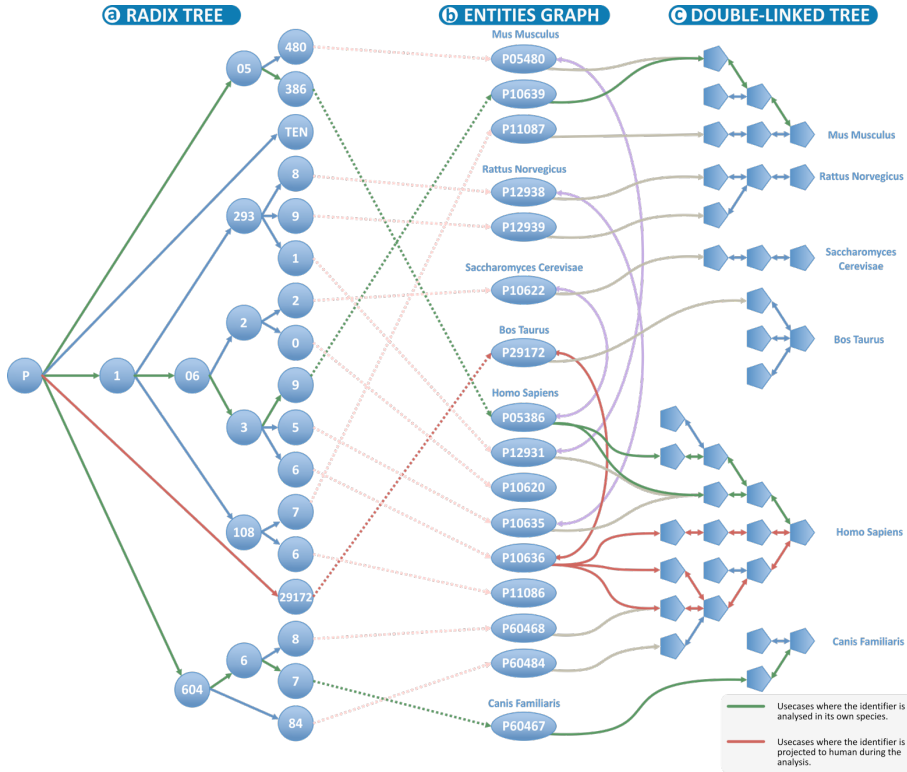 a RADIX TREE
b ENTITIES GRAPH
c DOUBLE-LINKED TREE
P
1
06
05
293
2
3
108
604
6
480
386
TEN
8
9
1
2
0
9
5
6
7
6
29172
8
7
84
Mus Musculus
P05480
P10639
P11087
Rattus Norvegicus
P12938
P12939
Saccharomyces Cerevisae
P10622
Bos Taurus
P29172
Homo Sapiens
P05386
P12931
P10620
P10635
P10636
P11086
P60468
P60484
Canis Familiaris
P60467
Mus Musculus
Rattus Norvegicus
Saccharomyces
Cerevisae
Bos Taurus
Homo Sapiens
Canis Familiaris
Usecases where the identifier is
analysed in its own species.
Usecases where the identifier is
projected to human during the
analysis.